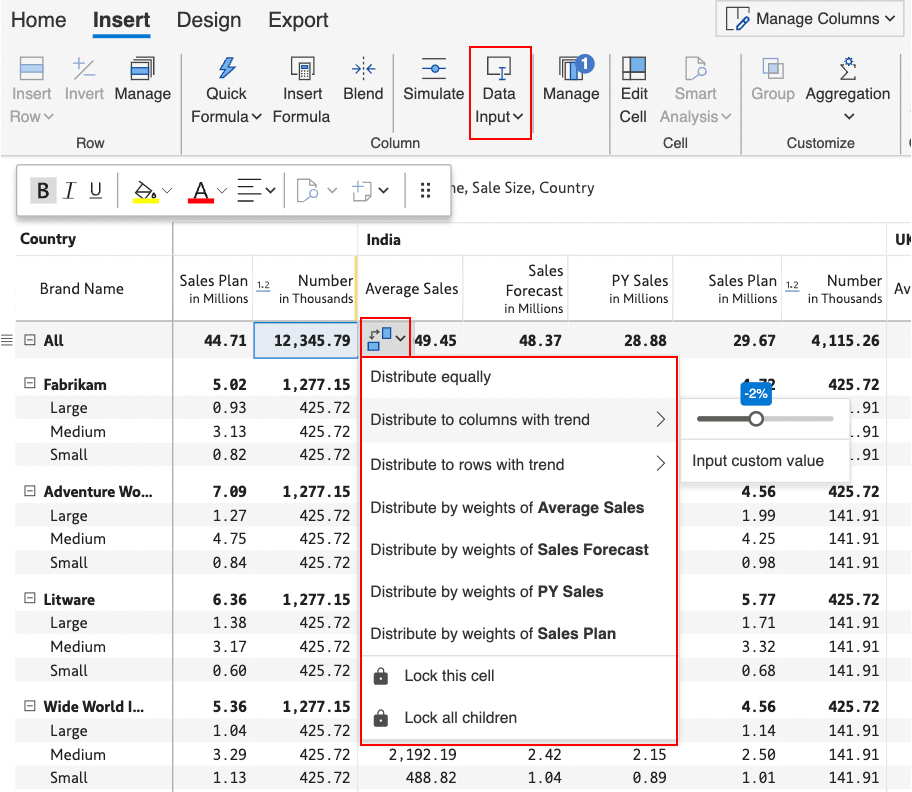 Home Insert Design Export Manage Columns
Insert Invert Manage Quick Insert Blend Simulate Data 1 Manage Edit Smart Group Aggregation
Row Formula Formula Input Cell Analysis
Row Column Cell Customize
B I U A me, Sale Size, Country
Country India UK
Brand Name Sales Plan in Millions 1.2 Number in Thousands Average Sales Sales Forecast in Millions PY Sales in Millions Sales Plan in Millions 1.2 Number in Thousands Av
All 44.71 12,345.79 49.45 48.37 28.88 29.67 4,115.26
Distribute equally
Fabrikam 5.02 1,277.15 4.72 425.72
-2%
Large 0.93 425.72 .91
Distribute to columns with trend
Medium 3.13 425.72 .91
Small 0.82 425.72 .91
Distribute to rows with trend Input custom value
Adventure Wo... 7.09 1,277.15 4.56 425.72
Distribute by weights of Average Sales
Large 1.27 425.72 1.99 141.91
Medium 4.75 425.72 4.25 141.91
Distribute by weights of Sales Forecast
Small 0.84 425.72 0.98 141.91
Litware 6.36 1,277.15 5.77 425.72
Distribute by weights of PY Sales
Large 1.38 425.72 1.71 141.91
Distribute by weights of Sales Plan
Medium 3.17 425.72 3.32 141.91
Small 0.60 425.72 0.68 141.91
Lock this cell
Wide World I... 5.36 1,277.15 4.56 425.72
Lock all children
Large 1.04 425.72 1.14 141.91
Medium 3.29 425.72 2,192.19 2.42 2.15 2.50 141.91
Small 1.13 425.72 488.82 1.04 0.89 1.01 141.91